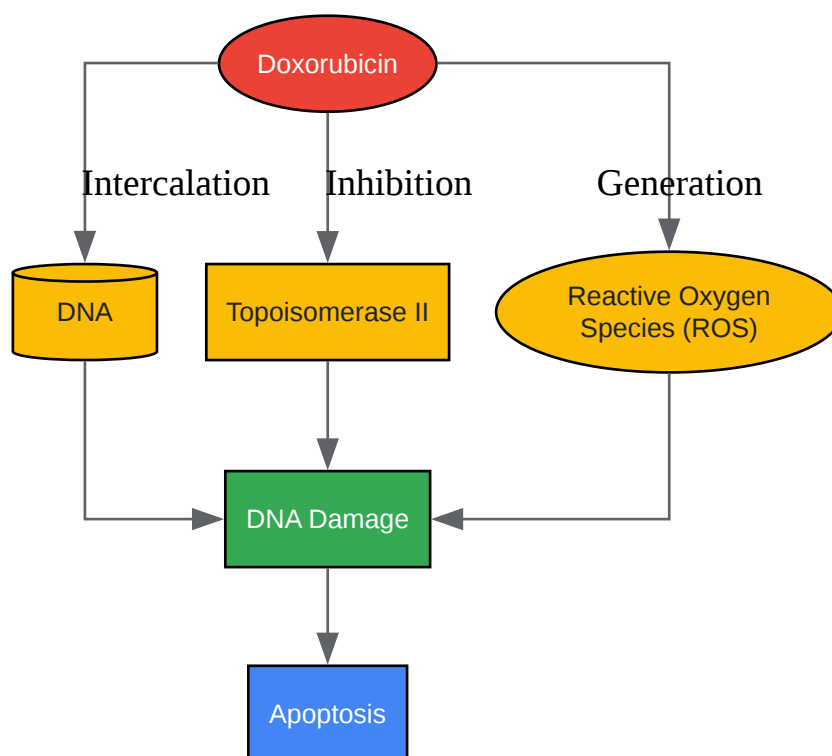 Doxorubicin
Intercalation
Inhibition
Generation
DNA
Topoisomerase II
Reactive Oxygen
Species (ROS)
DNA Damage
Apoptosis